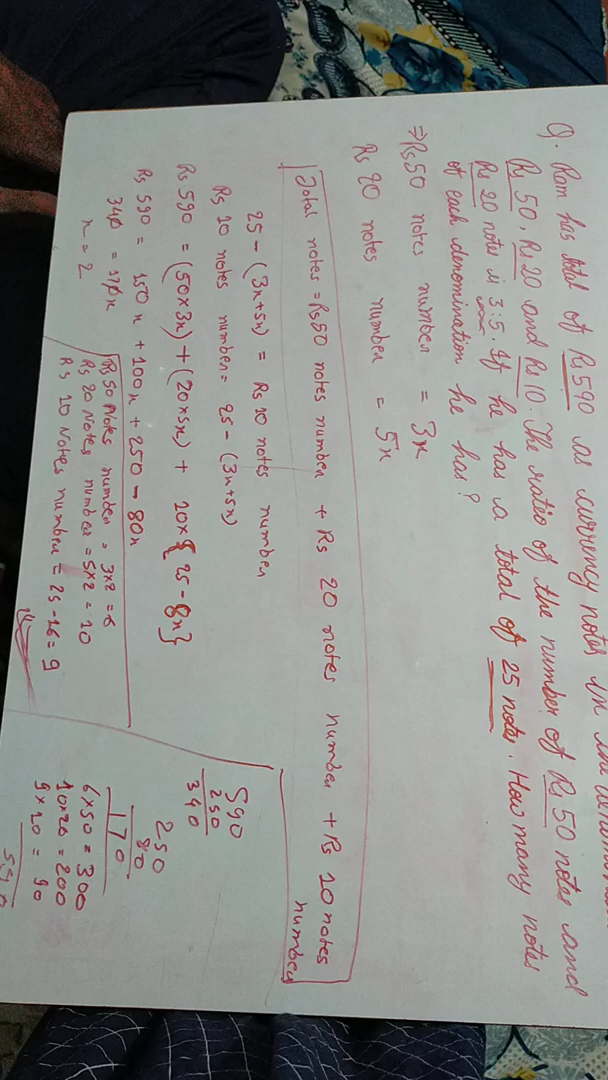 Q. Ram has total of Rs 590 as currency notes in
Rs 50, Rs 20 and Rs 10. The ratio of the number of Rs 50 notes and
Rs 20 notes is 3:5. If he has a total of 25 notes. How many notes
of each denomination he has?
⇒ Rs 50 notes number = 3x
Rs 20 notes number = 5x
Total notes = Rs 50 notes number + Rs 20 notes number + Rs 10 notes
number
25 - (3x+5x) = Rs 10 notes number
Rs 10 notes number = 25 - (3x+5x)
Rs 590 = (50×3x) + (20×5x) + 10×{25-8x}
Rs 590 = 150x + 100x + 250 - 80x
340 = 170x
x = 2
Rs 50 Notes number = 3×2 = 6
Rs 20 Notes number = 5×2 = 10
Rs 10 Notes number = 25-16 = 9
590
250
340
250
80
170
6×50 = 300
10×20 = 200
9×10 = 90
590